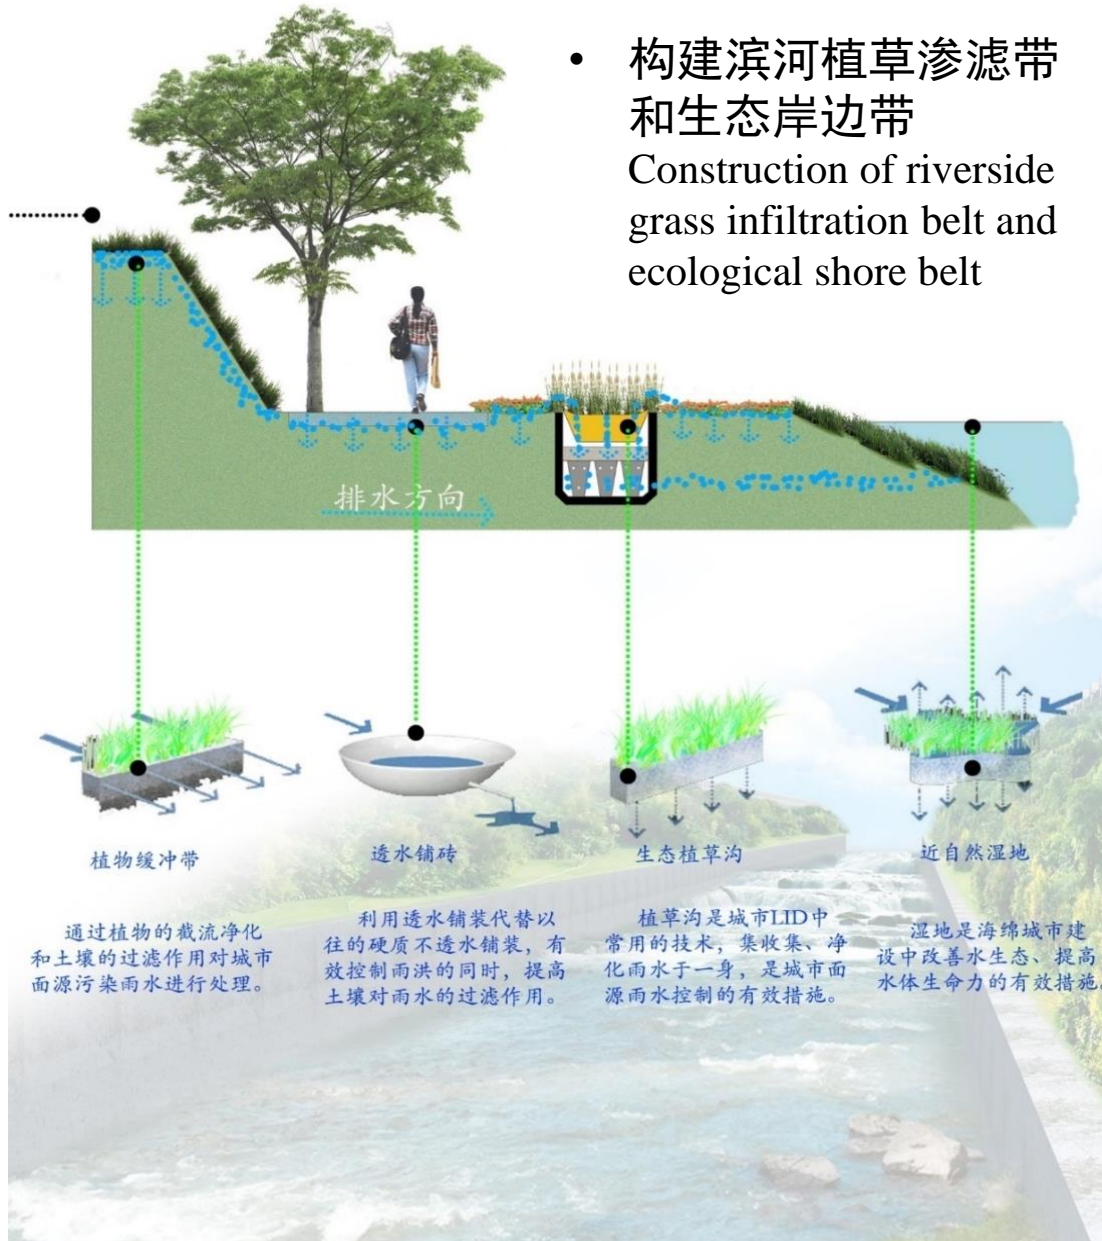 • 构建滨河植草渗滤带
和生态岸边带
Construction of riverside
grass infiltration belt and
ecological shore belt
排水方向
植物缓冲带
通过植物的截流净化
和土壤的过滤作用对城市
面源污染雨水进行处理。
透水铺砖
利用透水铺装代替以
往的硬质不透水铺装，有
效控制雨洪的同时，提高
土壤对雨水的过滤作用。
生态植草沟
植草沟是城市LID中
常用的技术，集收集、净
化雨水于一身，是城市面
源雨水控制的有效措施。
近自然湿地
湿地是海绵城市建
设中改善水生态、提高
水体生命力的有效措施。